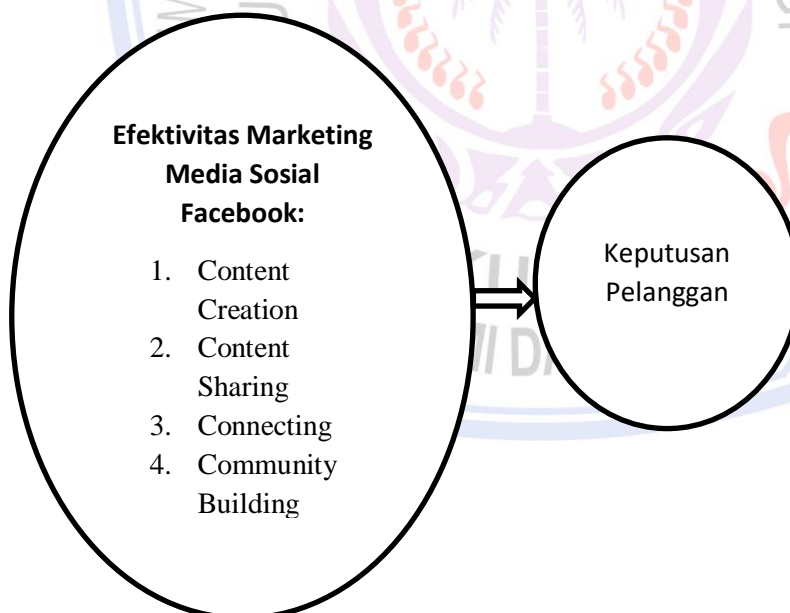 Efektivitas Marketing
Media Sosial
Facebook:
1. Content
Creation
2. Content
Sharing
3. Connecting
4. Community
Building
Keputusan
Pelanggan